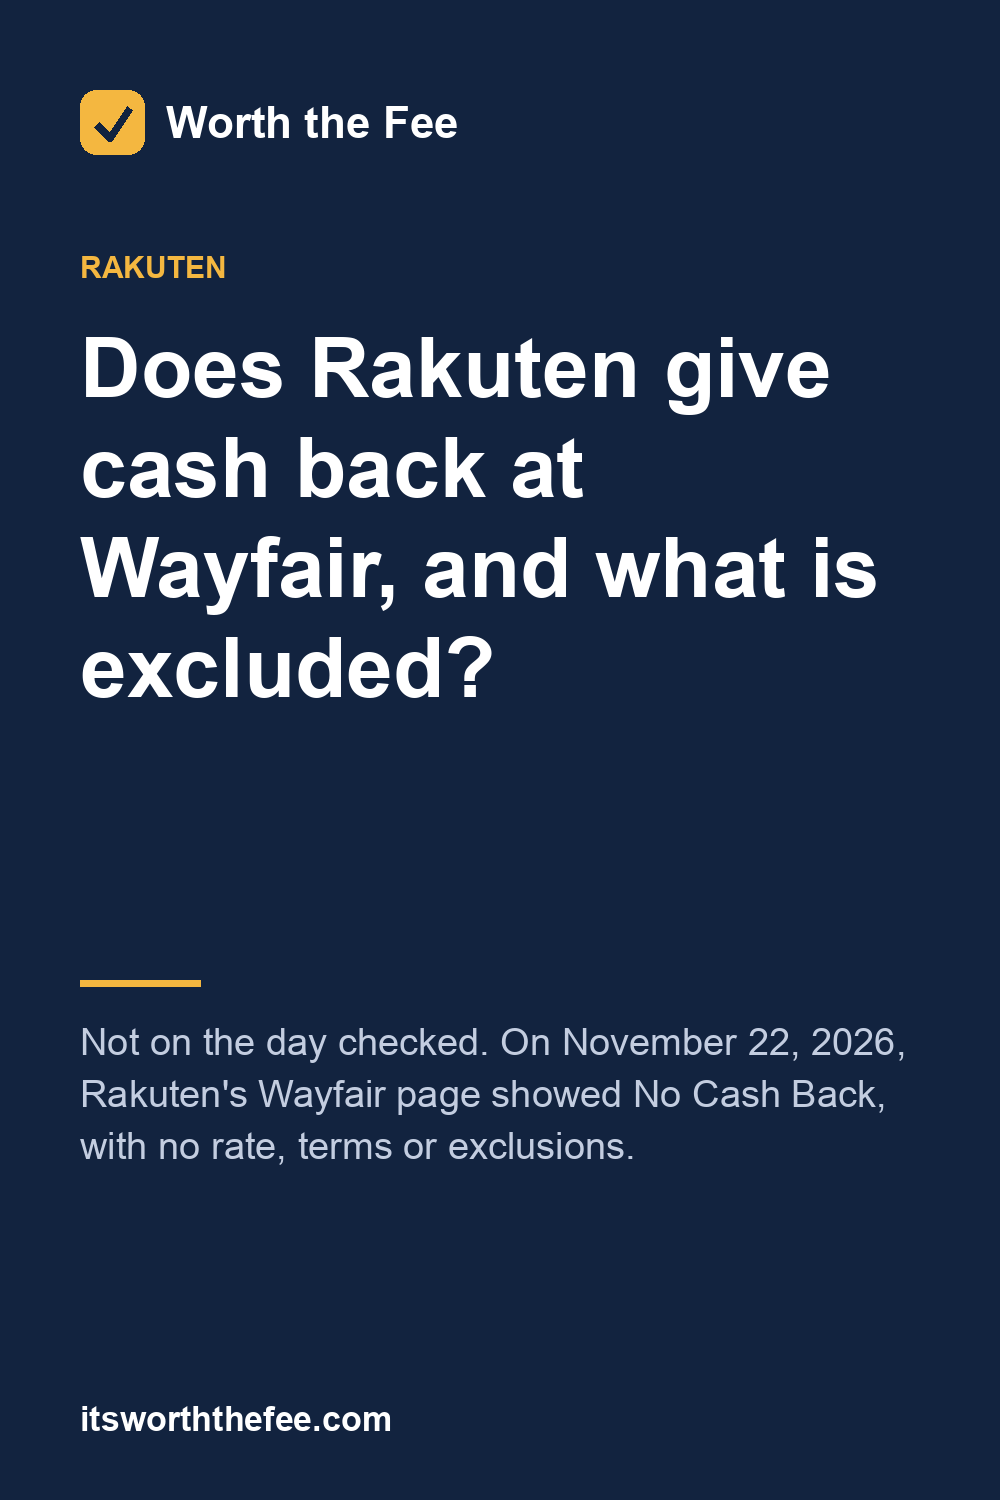 Worth the Fee
RAKUTEN
Does Rakuten give
cash back at
Wayfair, and what is
excluded?
Not on the day checked. On November 22, 2026,
Rakuten's Wayfair page showed No Cash Back,
with no rate, terms or exclusions.
itsworththefee.com